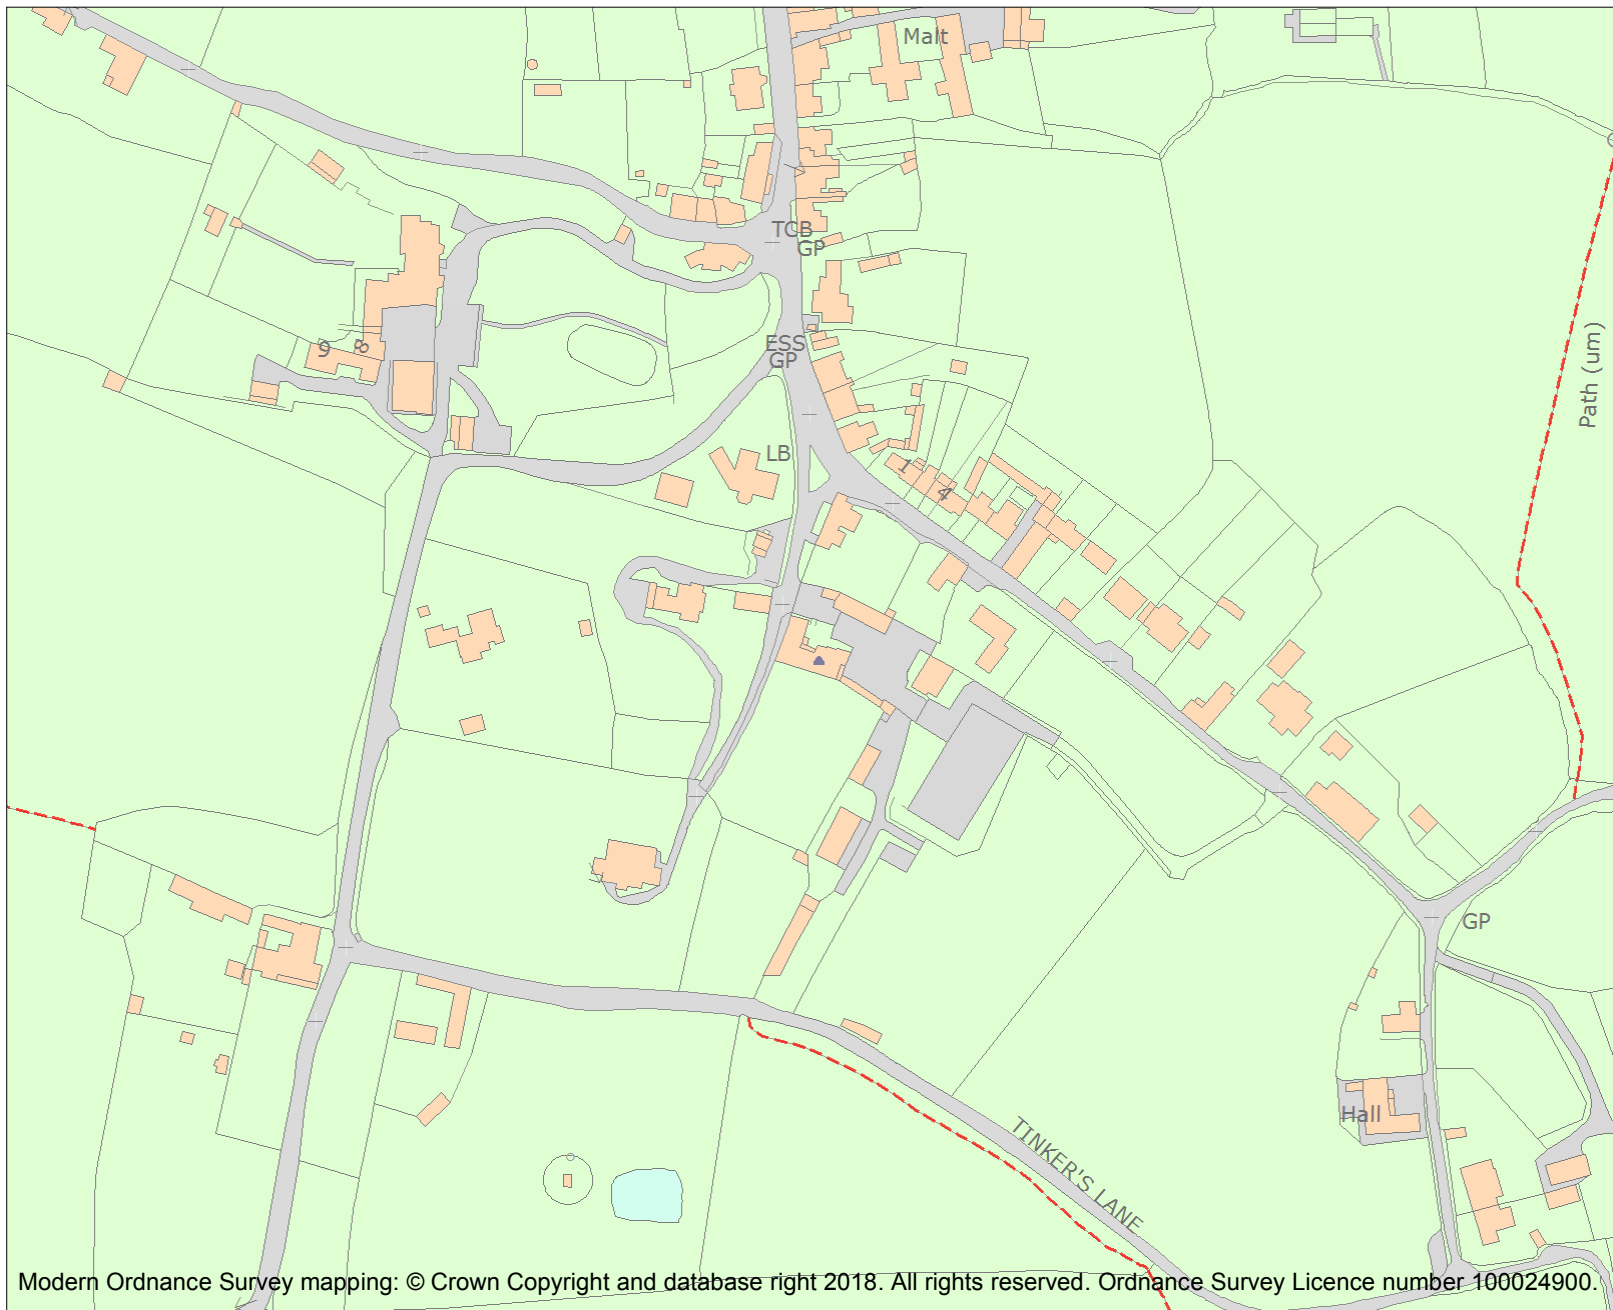 Malt
TCB
GP
ESS
GP
9
8
Path (um)
LB
1
4
GP
Hall
TINKER'S LANE
Modern Ordnance Survey mapping: © Crown Copyright and database right 2018. All rights reserved. Ordnance Survey Licence number 100024900.